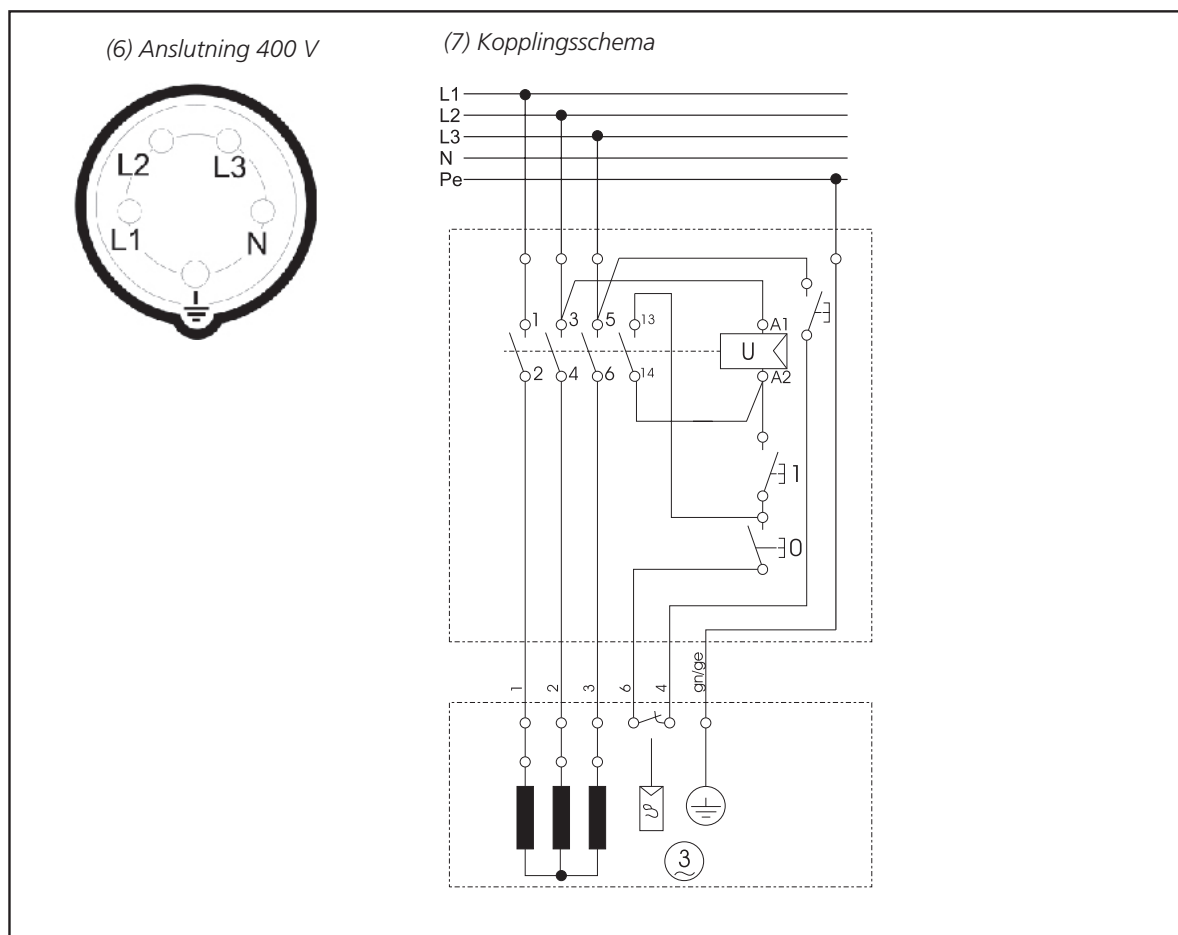 (6) Anslutning 400 V
(7) Kopplingsschema
L2 L3
L1 N
L1
L2
L3
N
Pe
1 3 5 13 A1
U
2 4 6 14 A2
1
0
1 2 3 6 4 gn/ge
ϑ
3
~